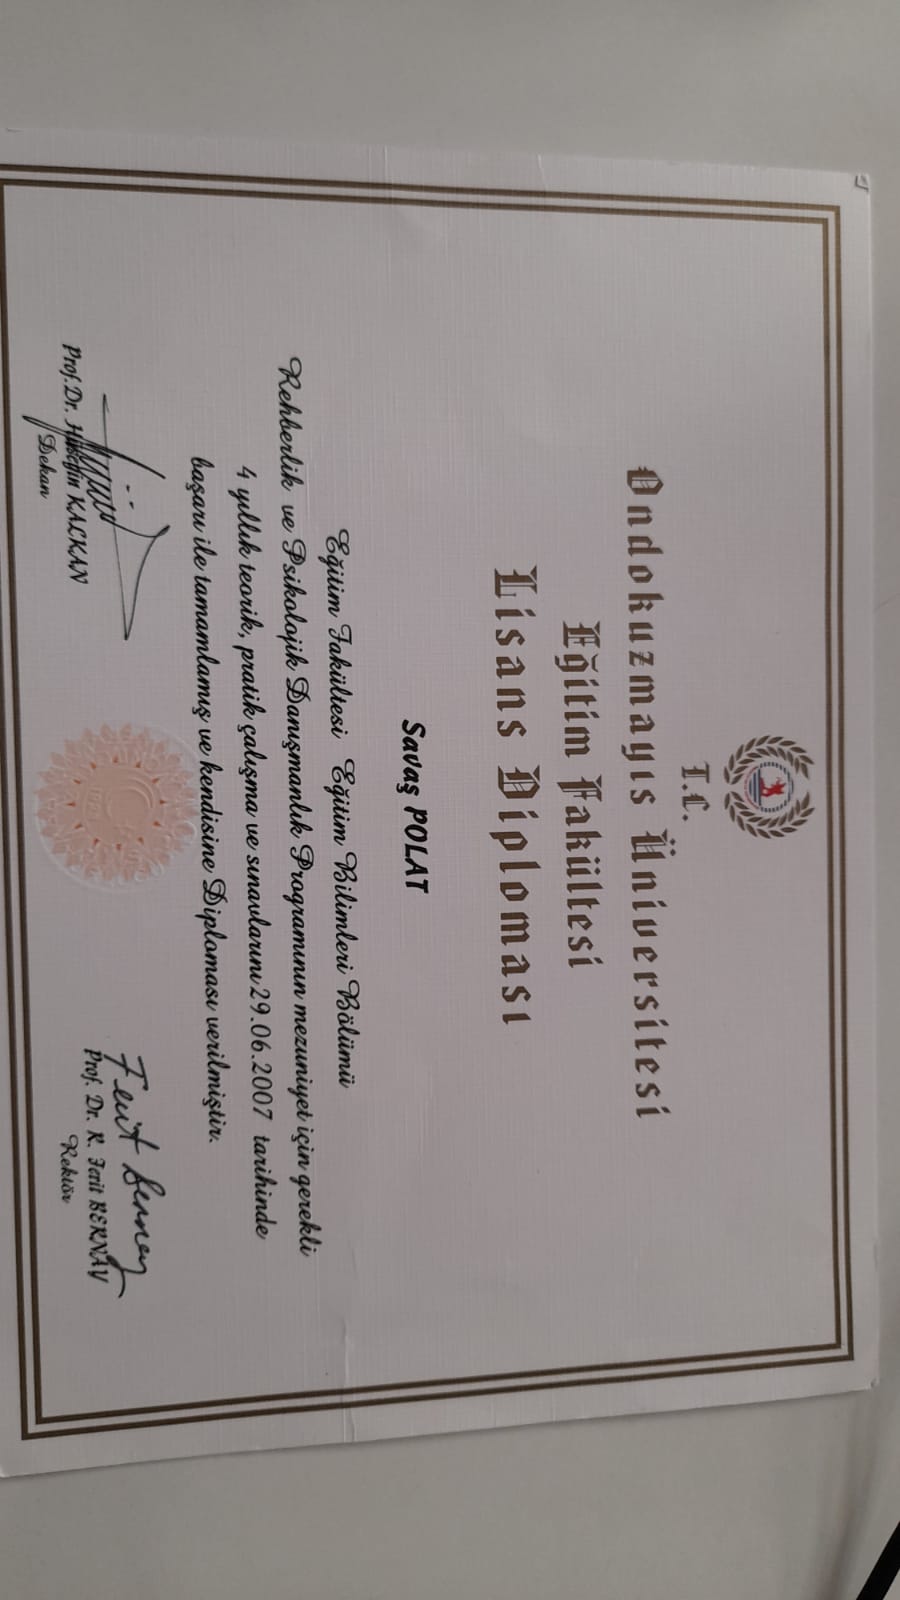 T.C.
Ondokuzmayıs Üniversitesi
Eğitim Fakültesi
Lisans Diploması
Savaş POLAT
Eğitim Fakültesi Eğitim Bilimleri Bölümü
Rehberlik ve Psikolojik Danışmanlık Programının mezuniyet için gerekli
4 yıllık teorik, pratik çalışma ve sınavlarını 29.06.2007 tarihinde
başarı ile tamamlamış ve kendisine Diploması verilmiştir.
Prof.Dr. Hüseyin KALKAN
Dekan
Prof. Dr. R. Ferit BERNAY
Rektör